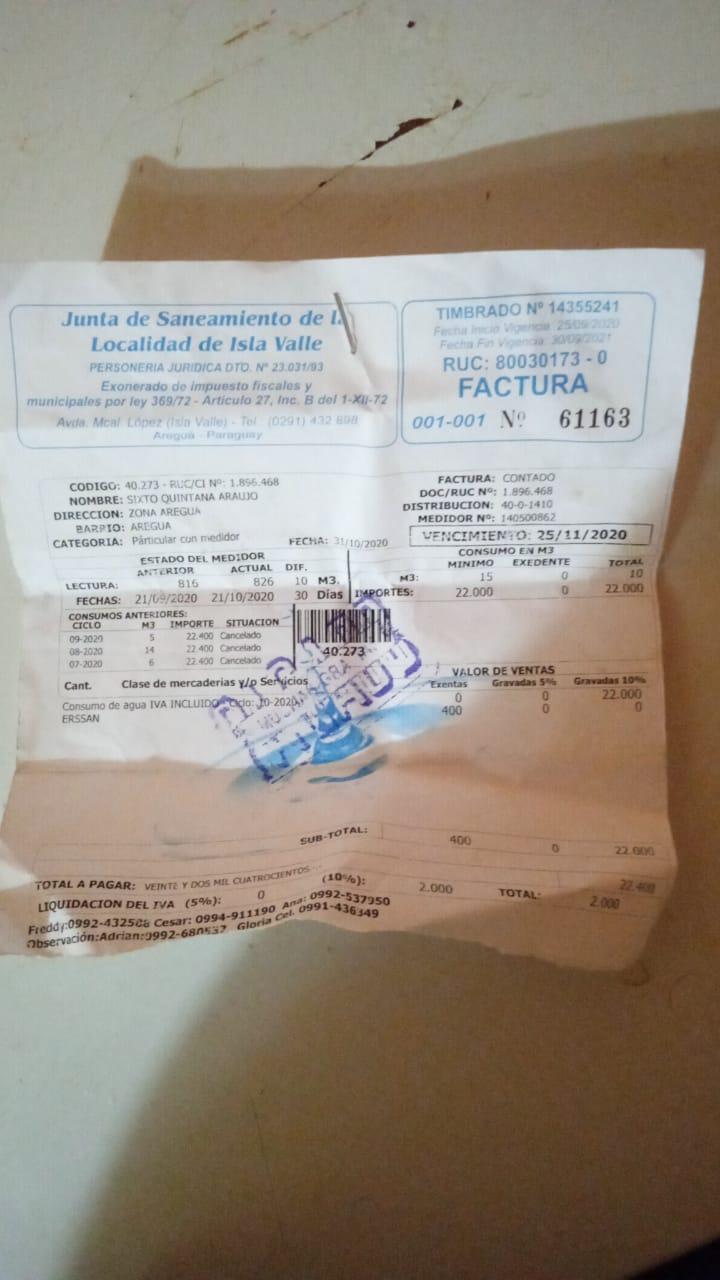 Junta de Saneamiento de la
Localidad de Isla Valle
PERSONERIA JURIDICA DTO. Nº 23.031/93
Exonerado de impuesto fiscales y
municipales por ley 369/72 - Artículo 27, Inc. B del 1-XII-72
Avda. Mcal. López (Isla Valle) - Tel.: (0291) 432 898
Areguá - Paraguay
TIMBRADO Nº 14355241
Fecha Inicio Vigencia: 25/09/2020
Fecha Fin Vigencia: 30/09/2021
RUC: 80030173 - 0
FACTURA
001-001 Nº 61163
CODIGO: 40.273 - RUC/CI Nº: 1.896.468
NOMBRE: SIXTO QUINTANA ARAUJO
DIRECCION: ZONA AREGUA
BARRIO: AREGUA
CATEGORIA: Párticular con medidor FECHA: 31/10/2020
FACTURA: CONTADO
DOC/RUC Nº: 1.896.468
DISTRIBUCION: 40-0-1410
MEDIDOR Nº: 140500862
VENCIMIENTO: 25/11/2020
ESTADO DEL MEDIDOR
ANTERIOR ACTUAL DIF.
LECTURA: 816 826 10 M3.
FECHAS: 21/09/2020 21/10/2020 30 Días
CONSUMO EN M3
MINIMO EXEDENTE TOTAL
M3: 15 0 10
IMPORTES: 22.000 0 22.000
CONSUMOS ANTERIORES:
CICLO M3 IMPORTE SITUACION
09-2020 5 22.400 Cancelado
08-2020 14 22.400 Cancelado
07-2020 6 22.400 Cancelado
40.273
VALOR DE VENTAS
Cant. Clase de mercaderias y/o Servicios Exentas Gravadas 5% Gravadas 10%
Consumo de agua IVA INCLUIDO - Ciclo: 10-2020 0 0 22.000
ERSSAN 400 0 0
SUB-TOTAL: 400 0 22.000
TOTAL A PAGAR: VEINTE Y DOS MIL CUATROCIENTOS 22.400
LIQUIDACION DEL IVA (5%): 0 (10%): 2.000 TOTAL: 2.000
Freddy:0992-432508 Cesar: 0994-911190 Ana: 0992-537950
Observación:Adrian:0992-680537 Gloria Cel. 0991-436349